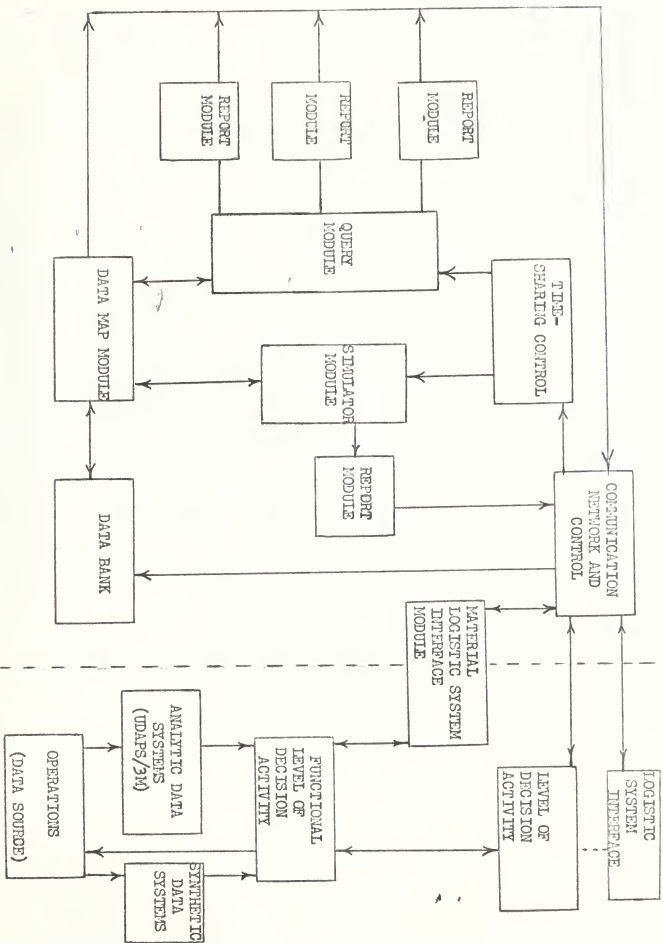 LOGISTIC
SYSTEM
INTERFACE
COMMUNICATION
NETWORK AND
CONTROL
LEVEL OF
DECISION
ACTIVITY
TIME-
SHARING CONTROL
MATERIAL
LOGISTIC SYSTEM
INTERFACE
MODULE
REPORT
MODULE
REPORT
MODULE
REPORT
MODULE
REPORT
MODULE
QUERY
MODULE
SIMULATOR
MODULE
FUNCTIONAL
LEVEL OF
DECISION
ACTIVITY
DATA MAP MODULE
DATA BANK
ANALYTIC DATA
SYSTEMS
(UDAPS/3M)
SYNTHETIC
DATA
SYSTEMS
OPERATIONS
(DATA SOURCE)